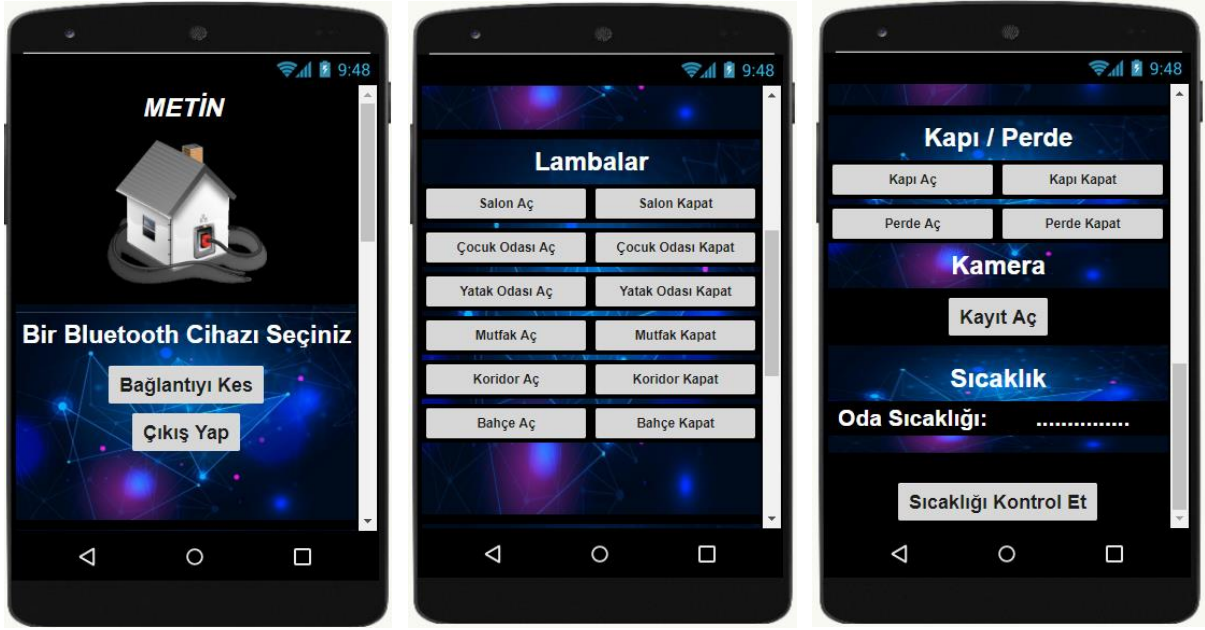 9:48
METİN
Bir Bluetooth Cihazı Seçiniz
Bağlantıyı Kes
Çıkış Yap
9:48
Lambalar
Salon Aç Salon Kapat
Çocuk Odası Aç Çocuk Odası Kapat
Yatak Odası Aç Yatak Odası Kapat
Mutfak Aç Mutfak Kapat
Koridor Aç Koridor Kapat
Bahçe Aç Bahçe Kapat
9:48
Kapı / Perde
Kapı Aç Kapı Kapat
Perde Aç Perde Kapat
Kamera
Kayıt Aç
Sıcaklık
Oda Sıcaklığı: ...............
Sıcaklığı Kontrol Et